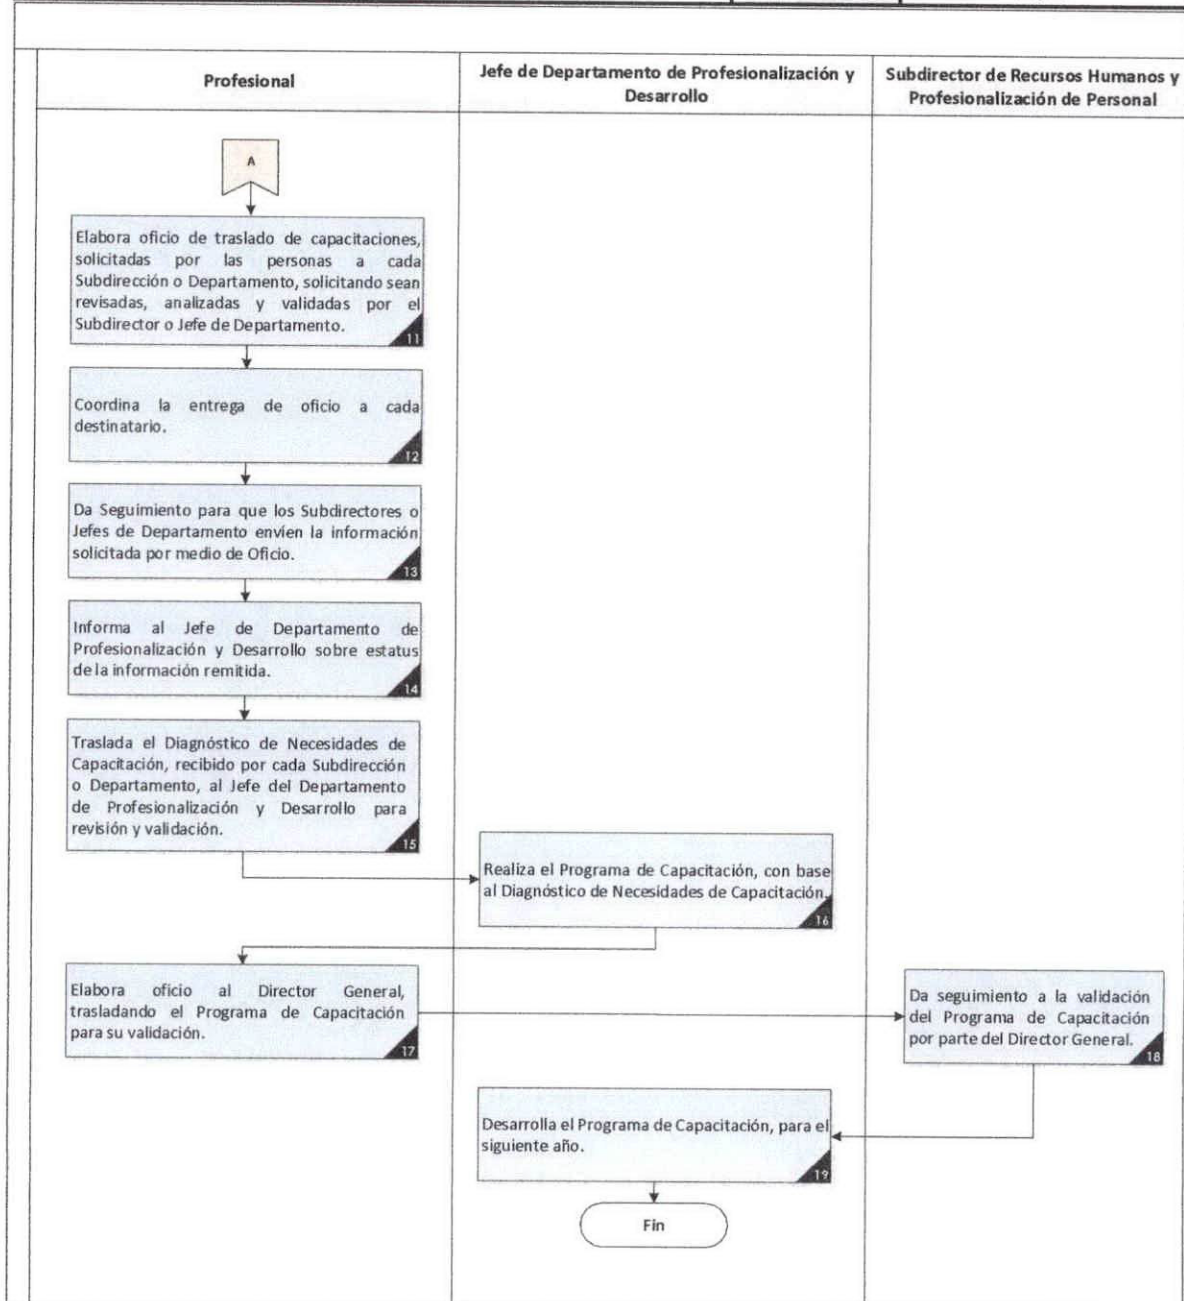 Profesional
Jefe de Departamento de Profesionalización y
Desarrollo
Subdirector de Recursos Humanos y
Profesionalización de Personal
A
Elabora oficio de traslado de capacitaciones,
solicitadas por las personas a cada
Subdirección o Departamento, solicitando sean
revisadas, analizadas y validadas por el
Subdirector o Jefe de Departamento.
11
Coordina la entrega de oficio a cada
destinatario.
12
Da Seguimiento para que los Subdirectores o
Jefes de Departamento envíen la información
solicitada por medio de Oficio.
13
Informa al Jefe de Departamento de
Profesionalización y Desarrollo sobre estatus
de la información remitida.
14
Traslada el Diagnóstico de Necesidades de
Capacitación, recibido por cada Subdirección
o Departamento, al Jefe del Departamento
de Profesionalización y Desarrollo para
revisión y validación.
15
Realiza el Programa de Capacitación, con base
al Diagnóstico de Necesidades de Capacitación.
16
Elabora oficio al Director General,
trasladando el Programa de Capacitación
para su validación.
17
Da seguimiento a la validación
del Programa de Capacitación
por parte del Director General.
18
Desarrolla el Programa de Capacitación, para el
siguiente año.
19
Fin